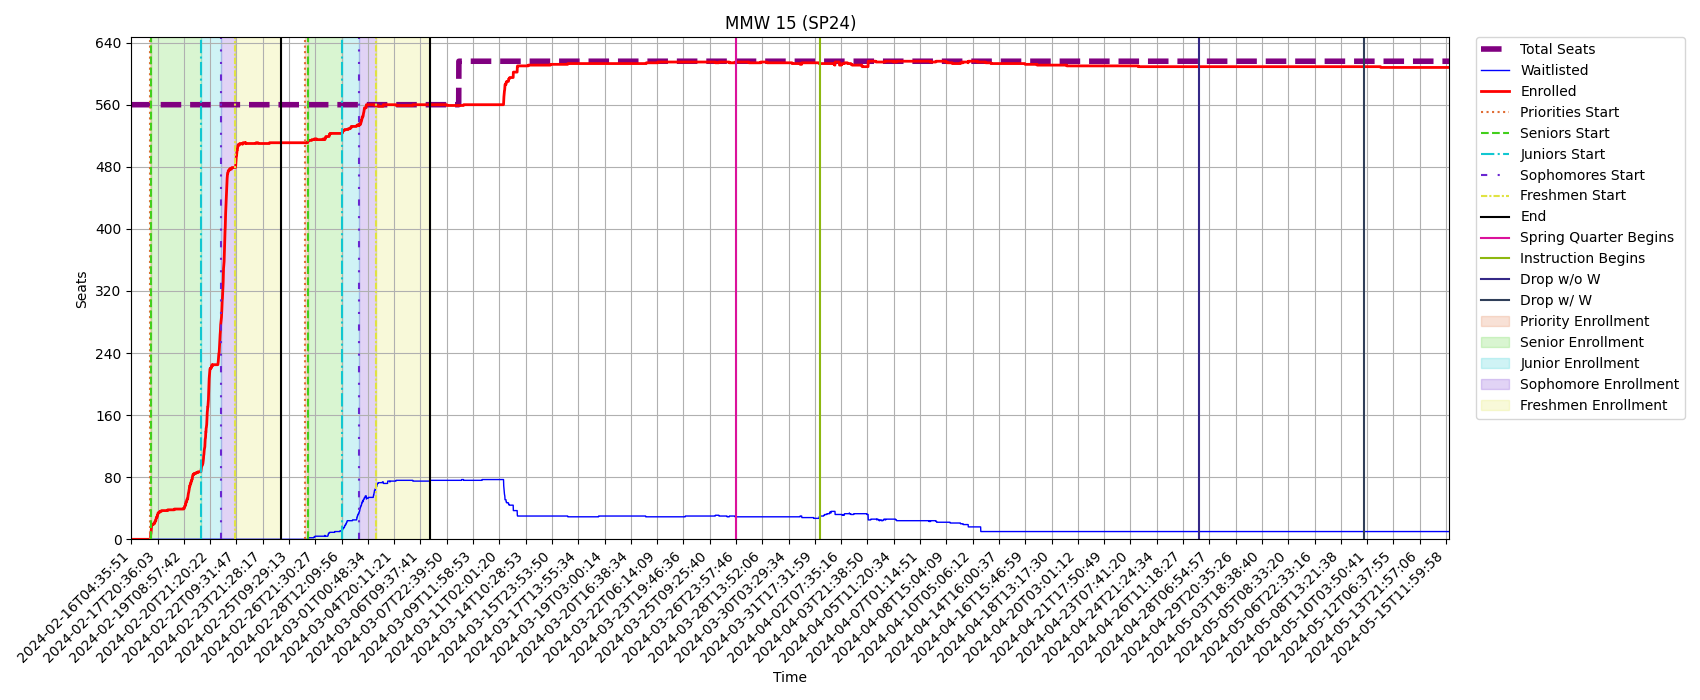 MMW 15 (SP24)
Seats
640
560
480
400
320
240
160
80
0
2024-02-16T04:35:51
2024-02-17T20:36:03
2024-02-19T08:57:42
2024-02-20T21:20:22
2024-02-22T09:31:47
2024-02-23T21:28:17
2024-02-25T09:29:13
2024-02-26T21:30:27
2024-02-28T12:09:56
2024-03-01T00:48:34
2024-03-04T20:11:21
2024-03-06T09:37:41
2024-03-07T22:39:50
2024-03-09T11:58:53
2024-03-11T02:01:20
2024-03-14T10:28:53
2024-03-15T23:53:50
2024-03-17T13:55:34
2024-03-19T03:00:14
2024-03-20T16:38:34
2024-03-22T06:14:09
2024-03-23T19:46:36
2024-03-25T09:25:40
2024-03-26T23:57:46
2024-03-28T13:52:06
2024-03-30T03:29:34
2024-03-31T17:31:59
2024-04-02T07:35:16
2024-04-03T21:38:50
2024-04-05T11:20:34
2024-04-07T01:14:51
2024-04-08T15:04:09
2024-04-10T05:06:12
2024-04-14T16:00:37
2024-04-16T15:46:59
2024-04-18T13:17:30
2024-04-20T03:01:12
2024-04-21T17:50:49
2024-04-23T07:41:20
2024-04-24T21:24:34
2024-04-26T11:18:27
2024-04-28T06:54:57
2024-04-29T20:35:26
2024-05-03T18:38:40
2024-05-05T08:33:20
2024-05-06T22:33:16
2024-05-08T13:21:38
2024-05-10T03:50:41
2024-05-12T06:37:55
2024-05-13T21:57:06
2024-05-15T11:59:58
Time
Total Seats
Waitlisted
Enrolled
Priorities Start
Seniors Start
Juniors Start
Sophomores Start
Freshmen Start
End
Spring Quarter Begins
Instruction Begins
Drop w/o W
Drop w/ W
Priority Enrollment
Senior Enrollment
Junior Enrollment
Sophomore Enrollment
Freshmen Enrollment